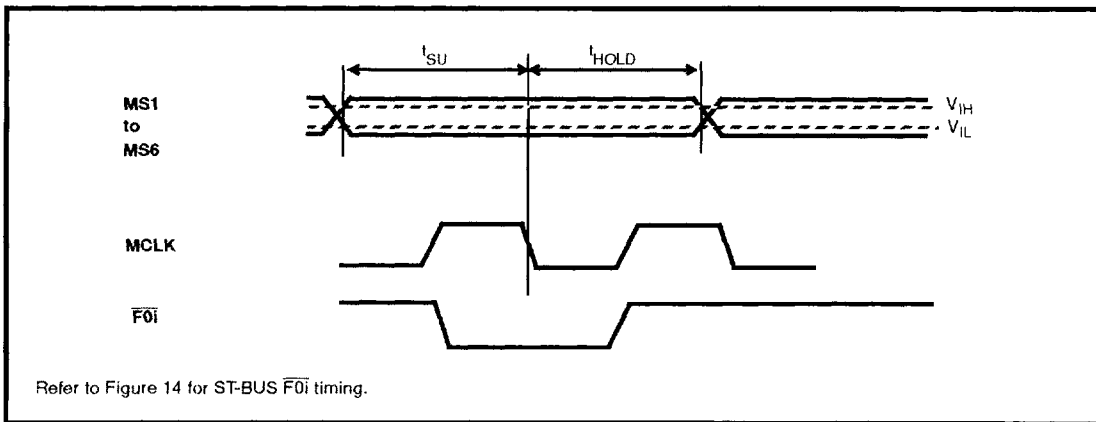 tSU
tHOLD
MS1
to
MS6
VIH
VIL
MCLK
F0i
Refer to Figure 14 for ST-BUS F0i timing.